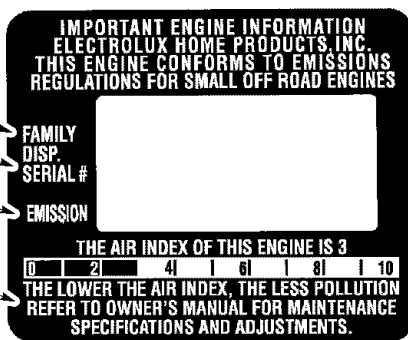 IMPORTANT ENGINE INFORMATION
ELECTROLUX HOME PRODUCTS, INC.
THIS ENGINE CONFORMS TO EMISSIONS
REGULATIONS FOR SMALL OFF ROAD ENGINES
FAMILY
DISP.
SERIAL #
EMISSION
THE AIR INDEX OF THIS ENGINE IS 3
0 2 4 6 8 10
THE LOWER THE AIR INDEX, THE LESS POLLUTION
REFER TO OWNER'S MANUAL FOR MAINTENANCE
SPECIFICATIONS AND ADJUSTMENTS.